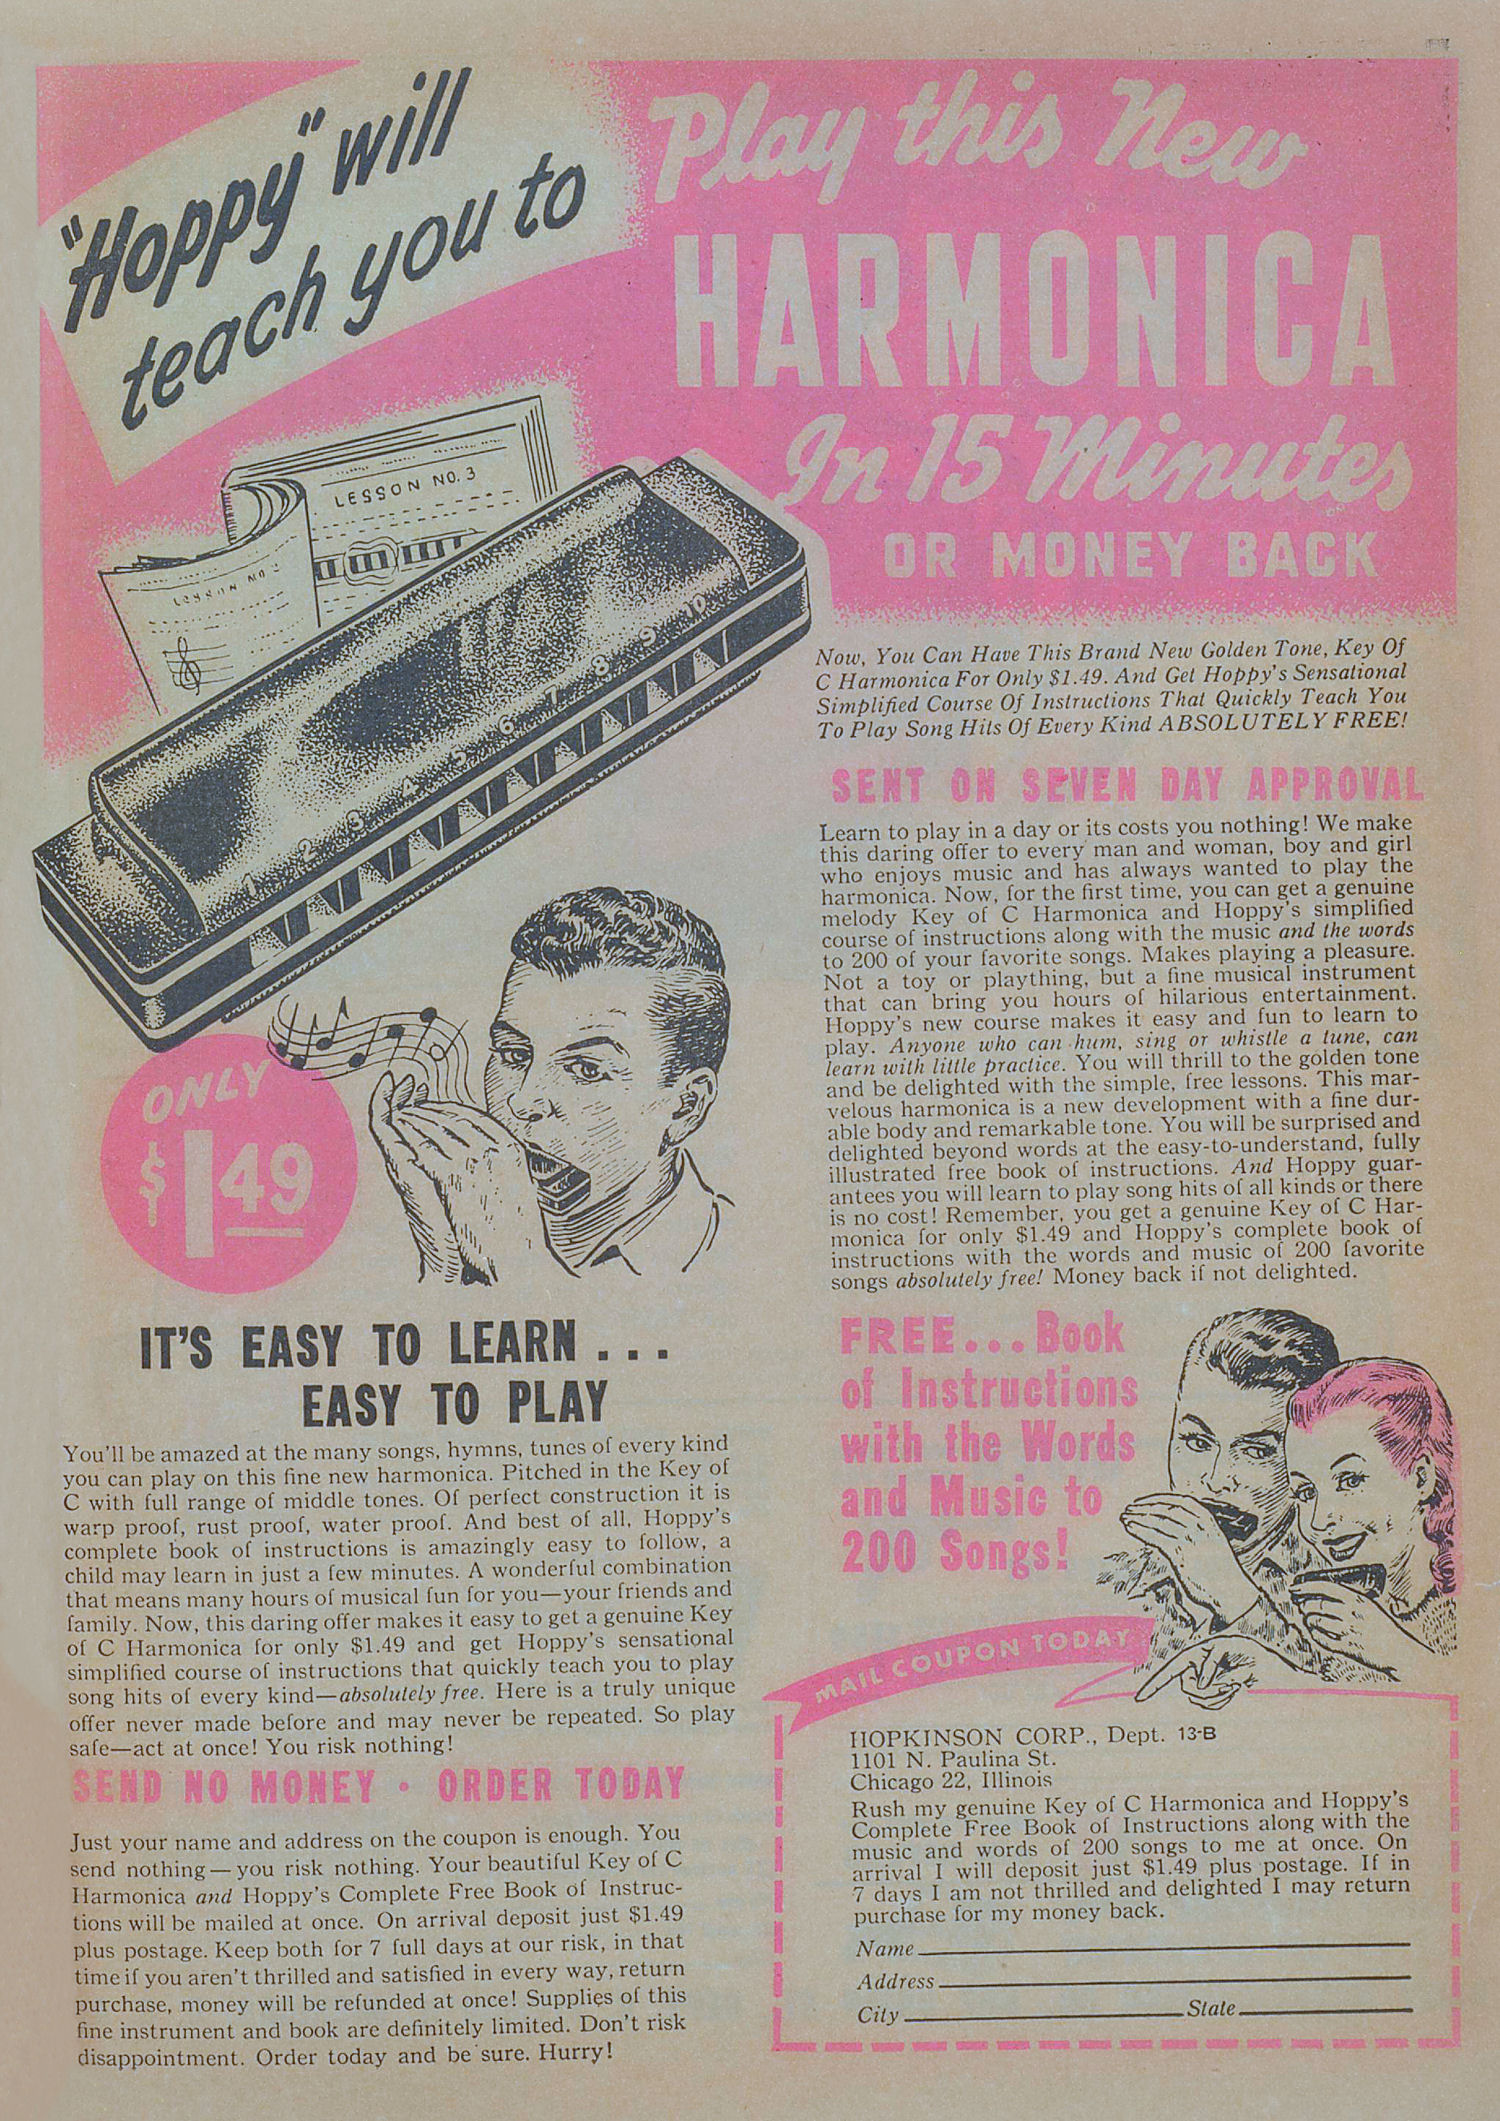 "Hoppy" will
teach you to
Play this New
HARMONICA
In 15 Minutes
OR MONEY BACK
LESSON NO. 3
LESSON NO. 2
1 2 3 4 5 6 7 8 9 10
Now, You Can Have This Brand New Golden Tone, Key Of
C Harmonica For Only $1.49. And Get Hoppy's Sensational
Simplified Course Of Instructions That Quickly Teach You
To Play Song Hits Of Every Kind ABSOLUTELY FREE!
SENT ON SEVEN DAY APPROVAL
Learn to play in a day or its costs you nothing! We make
this daring offer to every man and woman, boy and girl
who enjoys music and has always wanted to play the
harmonica. Now, for the first time, you can get a genuine
melody Key of C Harmonica and Hoppy's simplified
course of instructions along with the music and the words
to 200 of your favorite songs. Makes playing a pleasure.
Not a toy or plaything, but a fine musical instrument
that can bring you hours of hilarious entertainment.
Hoppy's new course makes it easy and fun to learn to
play. Anyone who can hum, sing or whistle a tune, can
learn with little practice. You will thrill to the golden tone
and be delighted with the simple, free lessons. This mar-
velous harmonica is a new development with a fine dur-
able body and remarkable tone. You will be surprised and
delighted beyond words at the easy-to-understand, fully
illustrated free book of instructions. And Hoppy guar-
antees you will learn to play song hits of all kinds or there
is no cost! Remember, you get a genuine Key of C Har-
monica for only $1.49 and Hoppy's complete book of
instructions with the words and music of 200 favorite
songs absolutely free! Money back if not delighted.
ONLY
$1.49
IT'S EASY TO LEARN...
EASY TO PLAY
You'll be amazed at the many songs, hymns, tunes of every kind
you can play on this fine new harmonica. Pitched in the Key of
C with full range of middle tones. Of perfect construction it is
warp proof, rust proof, water proof. And best of all, Hoppy's
complete book of instructions is amazingly easy to follow, a
child may learn in just a few minutes. A wonderful combination
that means many hours of musical fun for you—your friends and
family. Now, this daring offer makes it easy to get a genuine Key
of C Harmonica for only $1.49 and get Hoppy's sensational
simplified course of instructions that quickly teach you to play
song hits of every kind—absolutely free. Here is a truly unique
offer never made before and may never be repeated. So play
safe—act at once! You risk nothing!
SEND NO MONEY • ORDER TODAY
Just your name and address on the coupon is enough. You
send nothing—you risk nothing. Your beautiful Key of C
Harmonica and Hoppy's Complete Free Book of Instruc-
tions will be mailed at once. On arrival deposit just $1.49
plus postage. Keep both for 7 full days at our risk, in that
time if you aren't thrilled and satisfied in every way, return
purchase, money will be refunded at once! Supplies of this
fine instrument and book are definitely limited. Don't risk
disappointment. Order today and be sure. Hurry!
FREE...Book
of Instructions
with the Words
and Music to
200 Songs!
MAIL COUPON TODAY
HOPKINSON CORP., Dept. 13-B
1101 N. Paulina St.
Chicago 22, Illinois
Rush my genuine Key of C Harmonica and Hoppy's
Complete Free Book of Instructions along with the
music and words of 200 songs to me at once. On
arrival I will deposit just $1.49 plus postage. If in
7 days I am not thrilled and delighted I may return
purchase for my money back.
Name
Address
City State